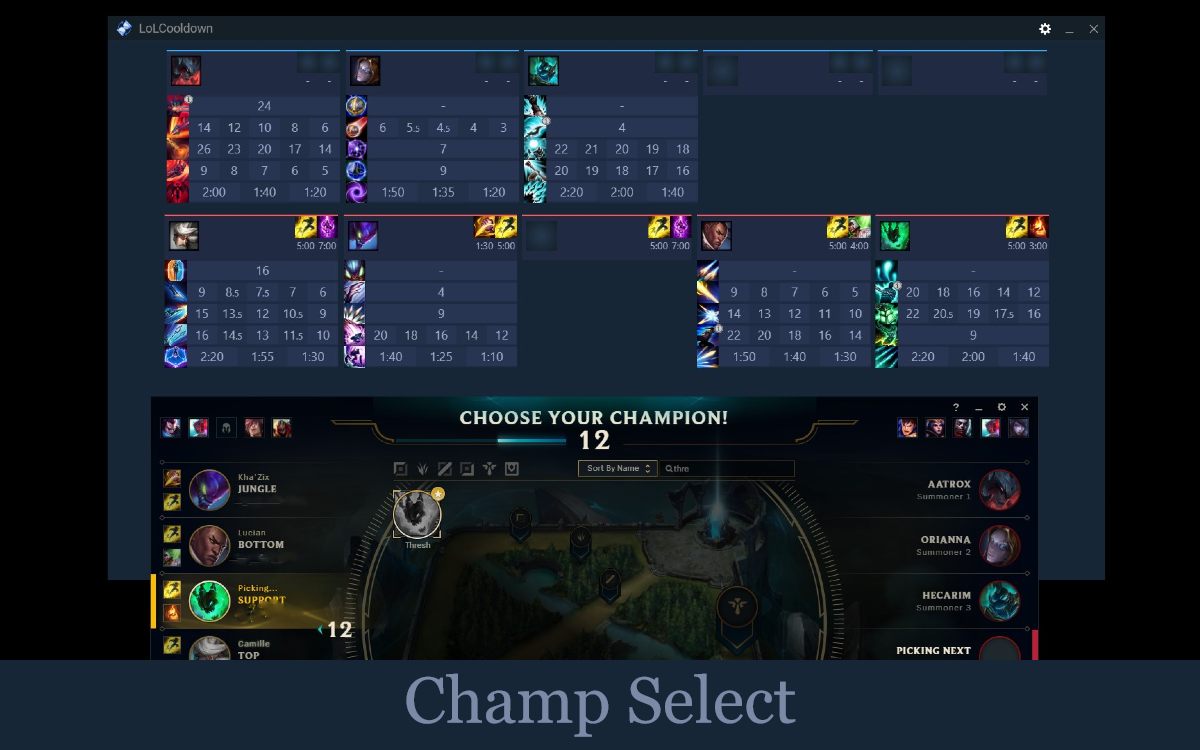 LoLCooldown
- - - - - - - - - -
24 - -
14 12 10 8 6 6 5.5 4.5 4 3 4
26 23 20 17 14 7 22 21 20 19 18
9 8 7 6 5 9 20 19 18 17 16
2:00 1:40 1:20 1:50 1:35 1:20 2:20 2:00 1:40
5:00 7:00 1:30 5:00 5:00 7:00 5:00 4:00 5:00 3:00
16 - - -
9 8.5 7.5 7 6 4 9 8 7 6 5 20 18 16 14 12
15 13.5 12 10.5 9 9 14 13 12 11 10 22 20.5 19 17.5 16
16 14.5 13 11.5 10 20 18 16 14 12 22 20 18 16 14 9
2:20 1:55 1:30 1:40 1:25 1:10 1:50 1:40 1:30 2:20 2:00 1:40
?
CHOOSE YOUR CHAMPION!
12
Sort By Name thre
Kha'Zix
JUNGLE
Lucian
BOTTOM
Picking...
SUPPORT
12
Camille
TOP
Thresh
AATROX
Summoner 1
ORIANNA
Summoner 2
HECARIM
Summoner 3
PICKING NEXT
Champ Select